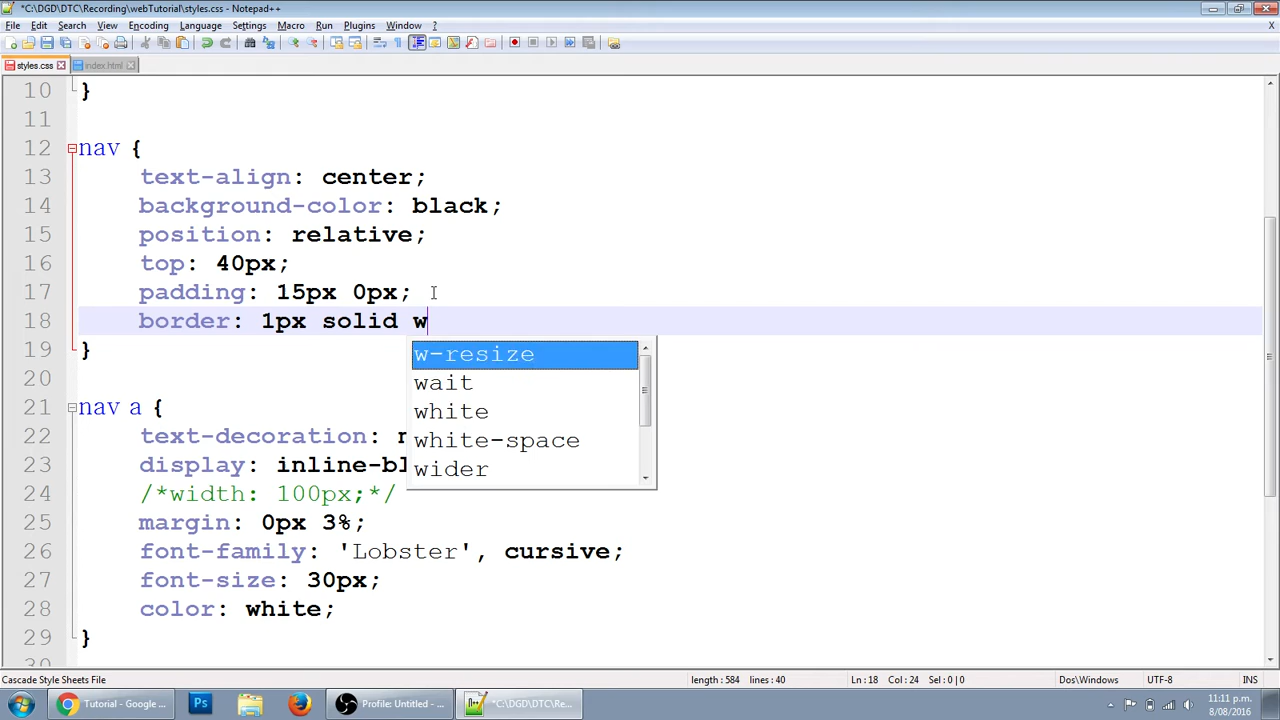 *C:\DGD\DTC\Recording\webTutorial\styles.css - Notepad++
File Edit Search View Encoding Language Settings Macro Run Plugins Window ? X
styles.css index.html
10 }
11
12 nav {
13 text-align: center;
14 background-color: black;
15 position: relative;
16 top: 40px;
17 padding: 15px 0px;
18 border: 1px solid w
19 }
w-resize
wait
white
white-space
wider
20
21 nav a {
22 text-decoration: n
23 display: inline-bl
24 /*width: 100px;*/
25 margin: 0px 3%;
26 font-family: 'Lobster', cursive;
27 font-size: 30px;
28 color: white;
29 }
30
Cascade Style Sheets File length : 584 lines : 40 Ln : 18 Col : 24 Sel : 0 | 0 Dos\Windows UTF-8 INS
Tutorial - Google ... Ps Profile: Untitled - ... *C:\DGD\DTC\Re... 11:11 p.m.
8/08/2016